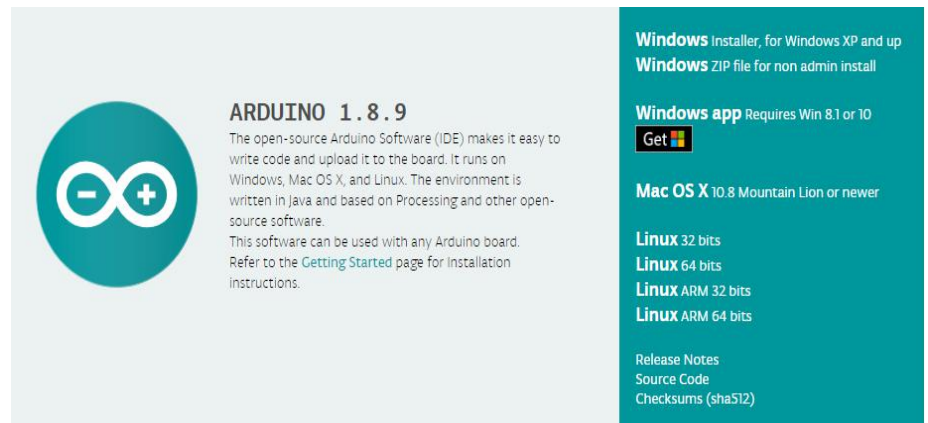 ARDUINO 1.8.9
The open-source Arduino Software (IDE) makes it easy to
write code and upload it to the board. It runs on
Windows, Mac OS X, and Linux. The environment is
written in Java and based on Processing and other open-
source software.
This software can be used with any Arduino board.
Refer to the Getting Started page for Installation
instructions.
Windows Installer, for Windows XP and up
Windows ZIP file for non admin install
Windows app Requires Win 8.1 or 10
Get
Mac OS X 10.8 Mountain Lion or newer
Linux 32 bits
Linux 64 bits
Linux ARM 32 bits
Linux ARM 64 bits
Release Notes
Source Code
Checksums (sha512)